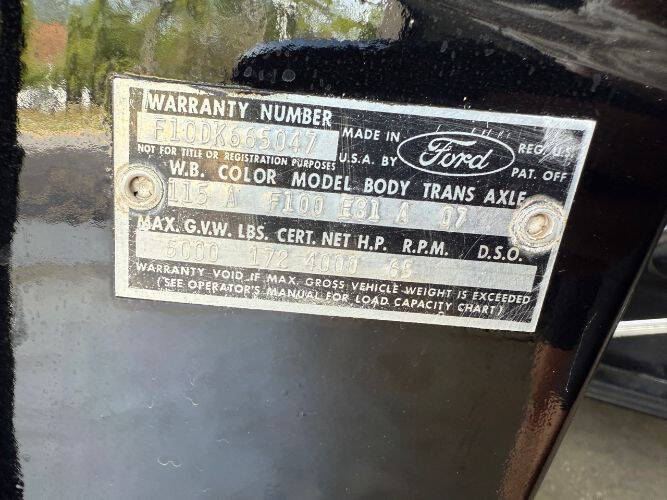 WARRANTY NUMBER
F10DK665047
MADE IN
U.S.A. BY
Ford
REG. U.S.
PAT. OFF
NOT FOR TITLE OR REGISTRATION PURPOSES
W.B. COLOR MODEL BODY TRANS AXLE
115 A F100 E81 A 07
MAX. G.V.W. LBS. CERT. NET H.P. R.P.M. D.S.O.
5000 172 4000 65
WARRANTY VOID IF MAX. GROSS VEHICLE WEIGHT IS EXCEEDED
(SEE OPERATOR'S MANUAL FOR LOAD CAPACITY CHART)